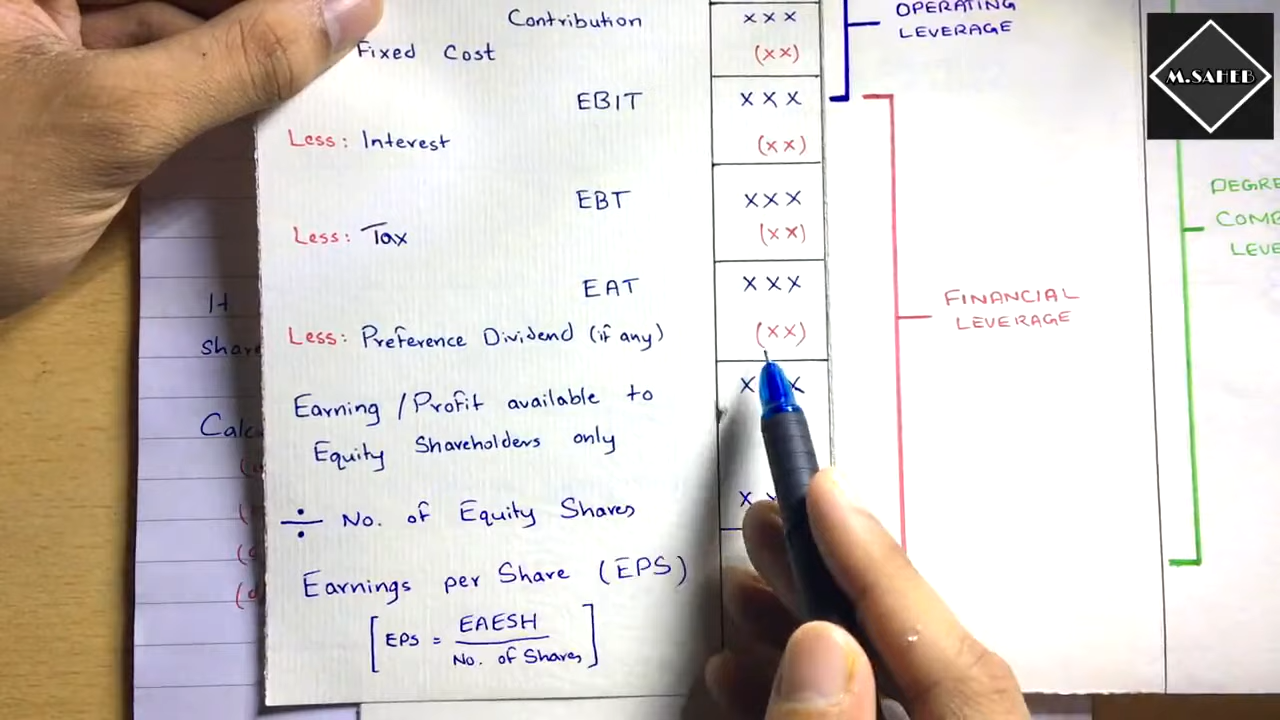 Contribution xxx
Fixed Cost (xx)
EBIT xxx
Less: Interest (xx)
EBT xxx
Less: Tax (xx)
EAT xxx
Less: Preference Dividend (if any) (xx)
Earning / Profit available to
Equity Shareholders only
÷ No. of Equity Shares
Earnings per Share (EPS)
[EPS = EAESH
No. of Shares]
OPERATING
LEVERAGE
FINANCIAL
LEVERAGE
M.SAHEB